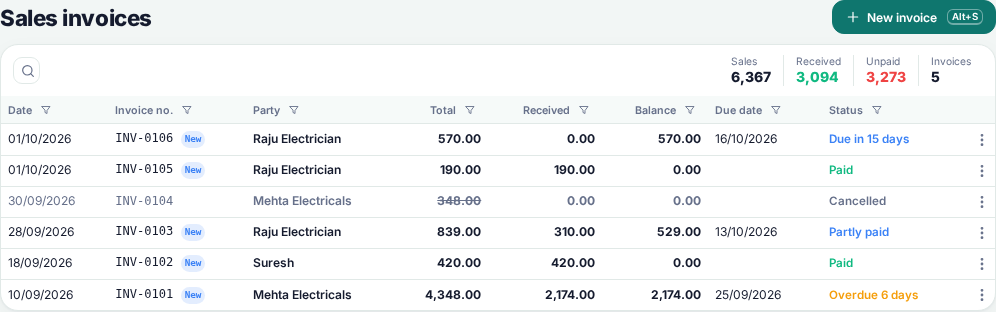 Sales invoices
New invoice Alt+S
Sales Received Unpaid Invoices
6,367 3,094 3,273 5
Date Invoice no. Party Total Received Balance Due date Status
01/10/2026 INV-0106 New Raju Electrician 570.00 0.00 570.00 16/10/2026 Due in 15 days
01/10/2026 INV-0105 New Raju Electrician 190.00 190.00 0.00 Paid
30/09/2026 INV-0104 Mehta Electricals 348.00 0.00 0.00 Cancelled
28/09/2026 INV-0103 New Raju Electrician 839.00 310.00 529.00 13/10/2026 Partly paid
18/09/2026 INV-0102 New Suresh 420.00 420.00 0.00 Paid
10/09/2026 INV-0101 New Mehta Electricals 4,348.00 2,174.00 2,174.00 25/09/2026 Overdue 6 days